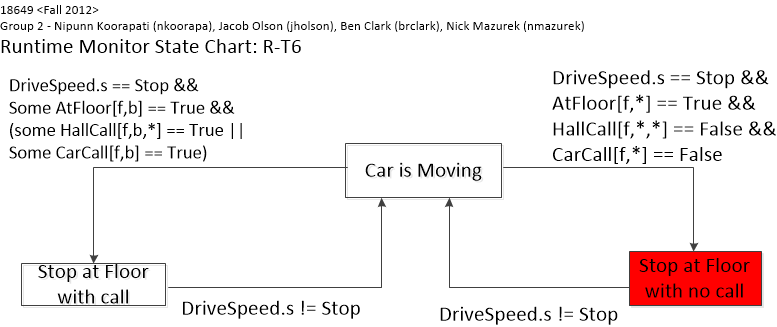 18649 <Fall 2012>
Group 2 - Nipunn Koorapati (nkoorapa), Jacob Olson (jholson), Ben Clark (brclark), Nick Mazurek (nmazurek)
Runtime Monitor State Chart: R-T6
DriveSpeed.s == Stop &&
Some AtFloor[f,b] == True &&
(some HallCall[f,b,*] == True ||
Some CarCall[f,b] == True)
DriveSpeed.s == Stop &&
AtFloor[f,*] == True &&
HallCall[f,*,*] == False &&
CarCall[f,*] == False
Car is Moving
Stop at Floor
with call
DriveSpeed.s != Stop
DriveSpeed.s != Stop
Stop at Floor
with no call